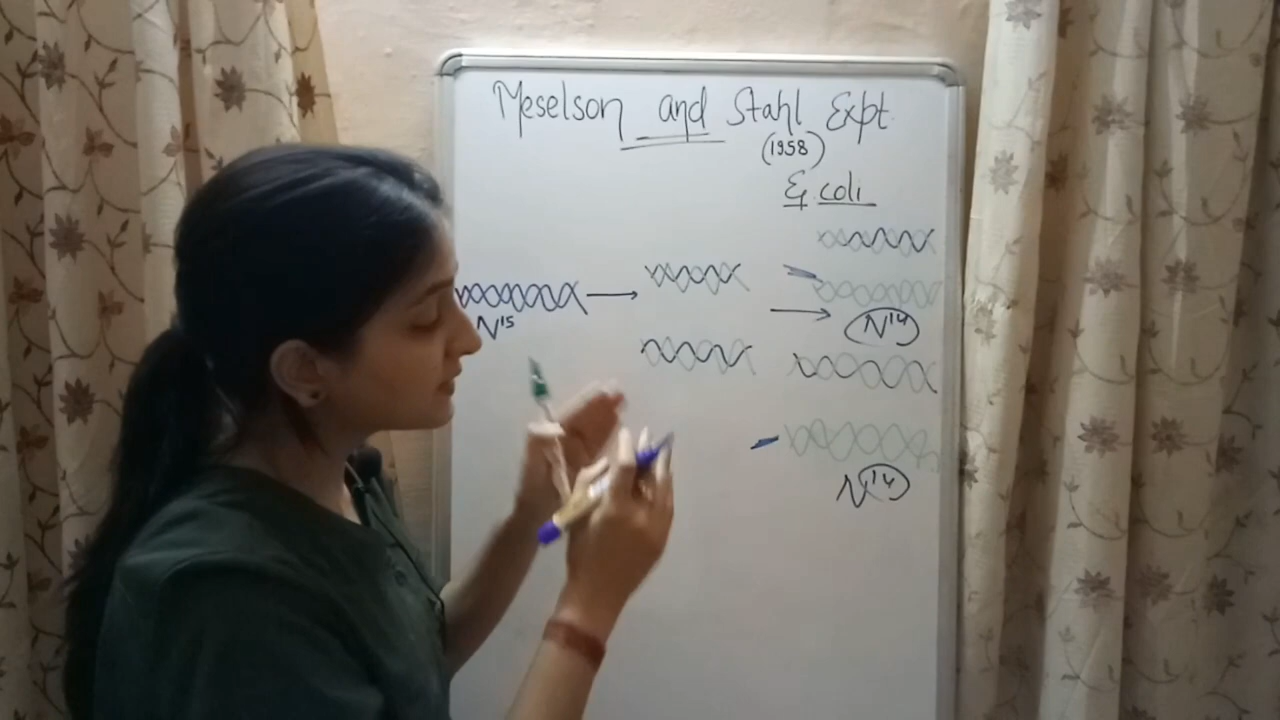 Meselson and Stahl Expt.
(1958)
E. coli
N15
N14
N14